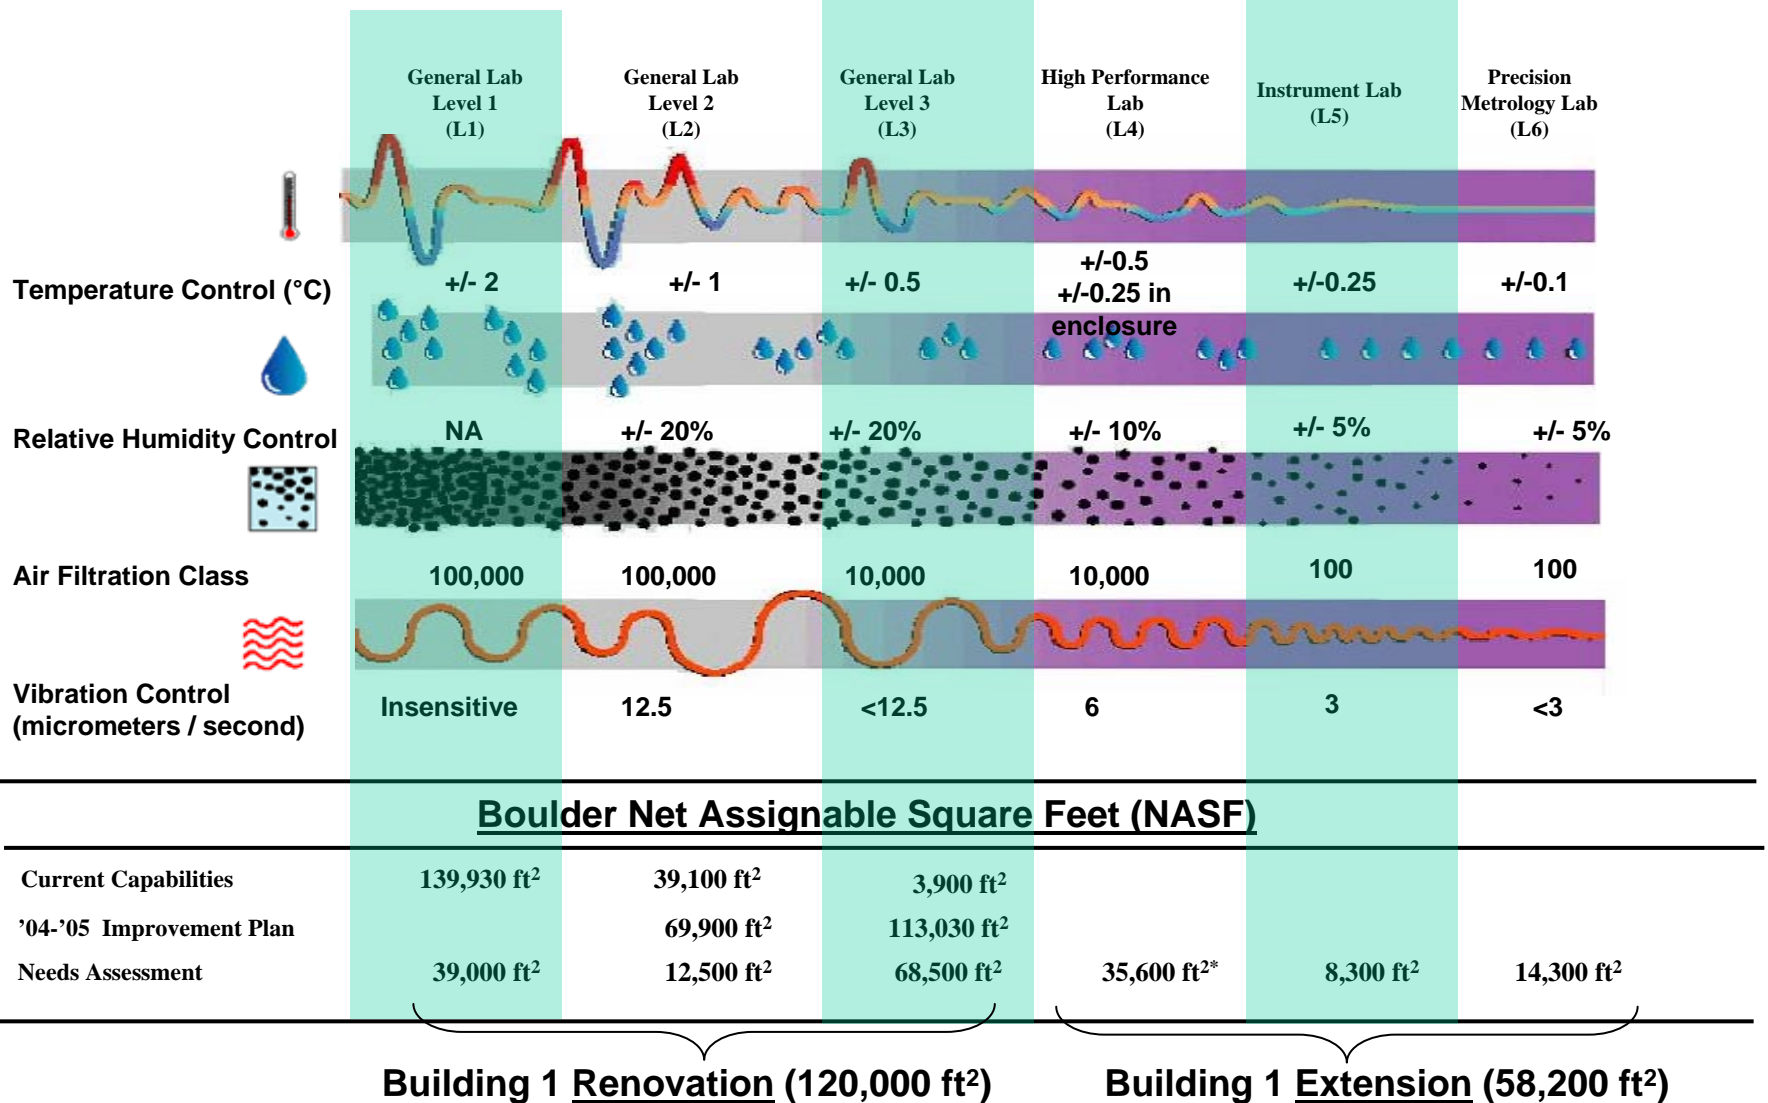 General Lab Level 1 (L1)
General Lab Level 2 (L2)
General Lab Level 3 (L3)
High Performance Lab (L4)
Instrument Lab (L5)
Precision Metrology Lab (L6)
Temperature Control (°C)
+/- 2
+/- 1
+/- 0.5
+/-0.5
+/-0.25 in
enclosure
+/-0.25
+/-0.1
Relative Humidity Control
NA
+/- 20%
+/- 20%
+/- 10%
+/- 5%
+/- 5%
Air Filtration Class
100,000
100,000
10,000
10,000
100
100
Vibration Control
(micrometers / second)
Insensitive
12.5
<12.5
6
3
<3
Boulder Net Assignable Square Feet (NASF)
Current Capabilities 139,930 ft² 39,100 ft² 3,900 ft²
’04-’05 Improvement Plan 69,900 ft² 113,030 ft²
Needs Assessment 39,000 ft² 12,500 ft² 68,500 ft² 35,600 ft²* 8,300 ft² 14,300 ft²
Building 1 Renovation (120,000 ft²)
Building 1 Extension (58,200 ft²)